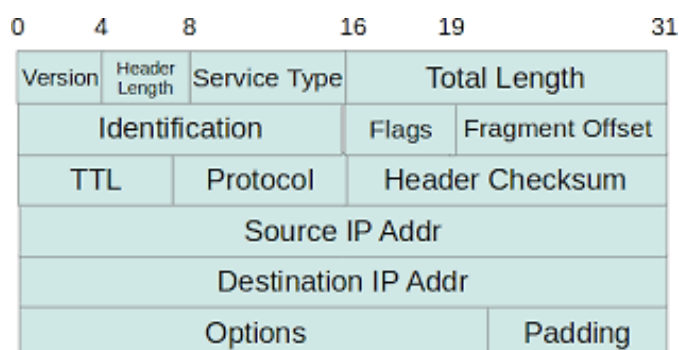 0 4 8 16 19 31
Version Header Length Service Type Total Length
Identification Flags Fragment Offset
TTL Protocol Header Checksum
Source IP Addr
Destination IP Addr
Options Padding